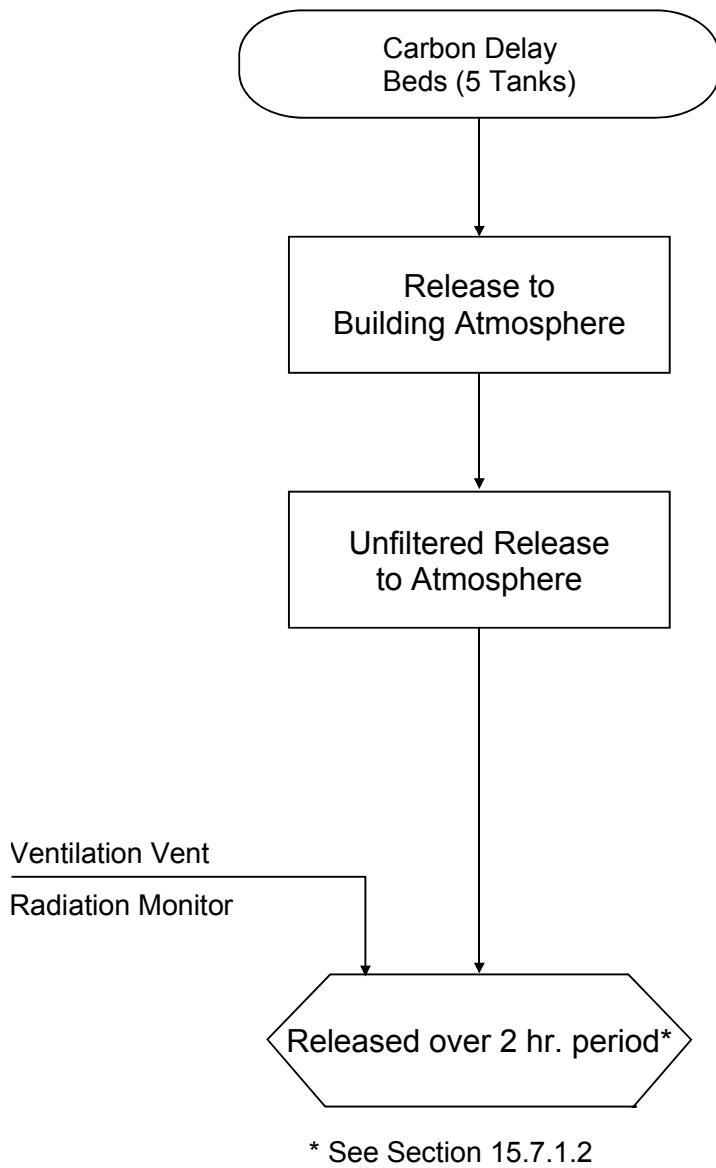 Carbon Delay
Beds (5 Tanks)
Release to
Building Atmosphere
Unfiltered Release
to Atmosphere
Ventilation Vent
Radiation Monitor
Released over 2 hr. period*
* See Section 15.7.1.2